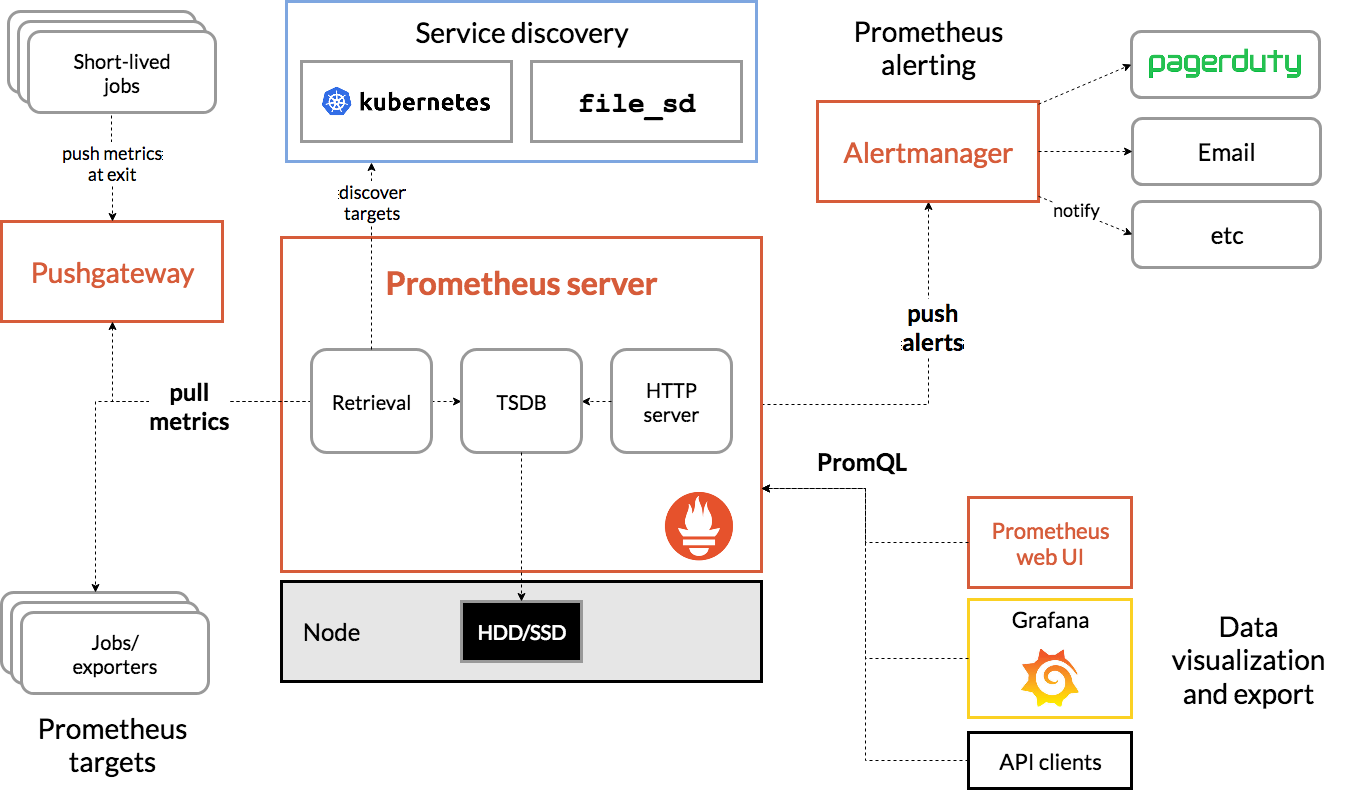 Short-lived
jobs
push metrics
at exit
Pushgateway
Service discovery
kubernetes
file_sd
discover
targets
Prometheus
alerting
Alertmanager
pagerduty
Email
notify
etc
Prometheus server
Retrieval
TSDB
HTTP
server
pull
metrics
push
alerts
PromQL
Node
HDD/SSD
Jobs/
exporters
Prometheus
targets
Prometheus
web UI
Grafana
API clients
Data
visualization
and export